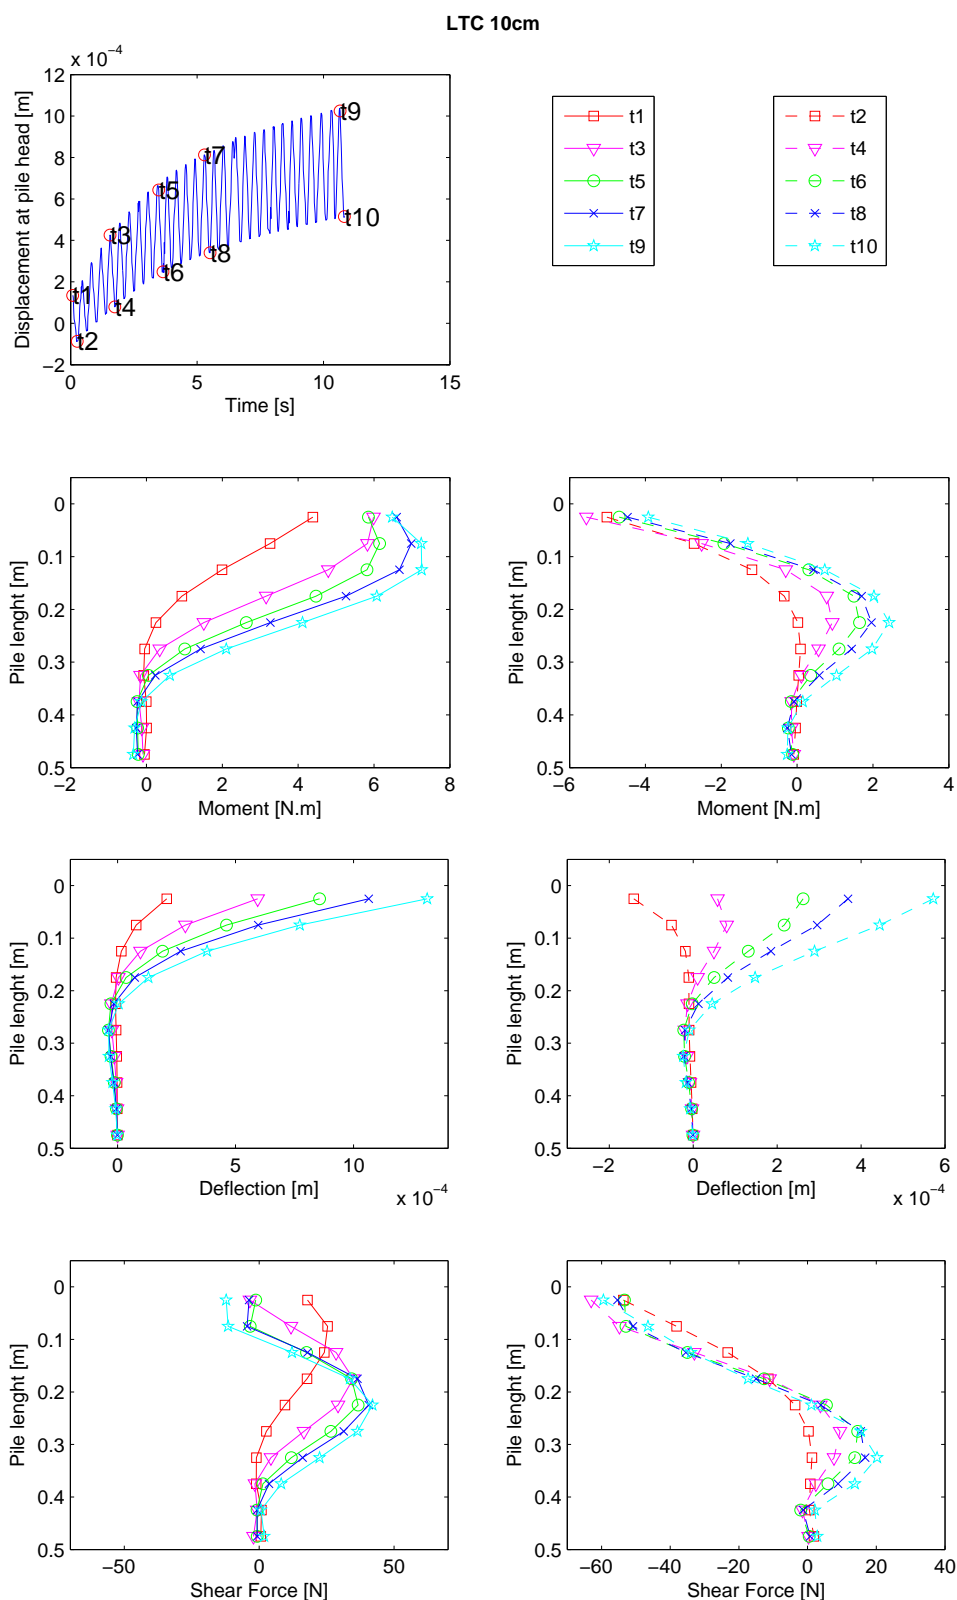 LTC 10cm
x 10−4
12
10
8
6
4
2
0
−2
Displacement at pile head [m]
t1
t2
t3
t4
t5
t6
t7
t8
t9
t10
0 5 10 15
Time [s]
t1
t3
t5
t7
t9
t2
t4
t6
t8
t10
0
0.1
0.2
0.3
0.4
0.5
Pile lenght [m]
−2 0 2 4 6 8
Moment [N.m]
0
0.1
0.2
0.3
0.4
0.5
Pile lenght [m]
−6 −4 −2 0 2 4
Moment [N.m]
0
0.1
0.2
0.3
0.4
0.5
Pile lenght [m]
0 5 10
Deflection [m]
x 10−4
0
0.1
0.2
0.3
0.4
0.5
Pile lenght [m]
−2 0 2 4 6
Deflection [m]
x 10−4
0
0.1
0.2
0.3
0.4
0.5
Pile lenght [m]
−50 0 50
Shear Force [N]
0
0.1
0.2
0.3
0.4
0.5
Pile lenght [m]
−60 −40 −20 0 20 40
Shear Force [N]